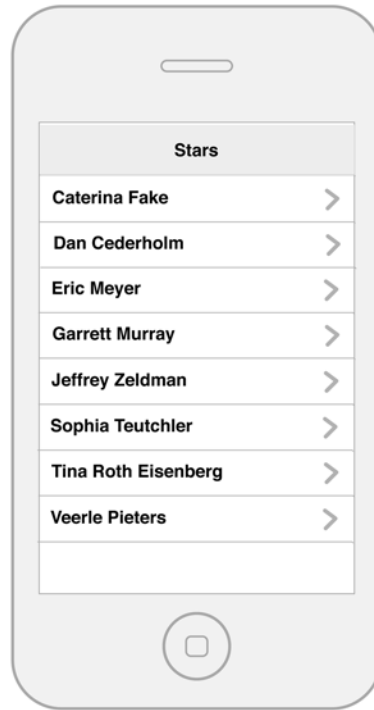 Stars
Caterina Fake
Dan Cederholm
Eric Meyer
Garrett Murray
Jeffrey Zeldman
Sophia Teutchler
Tina Roth Eisenberg
Veerle Pieters